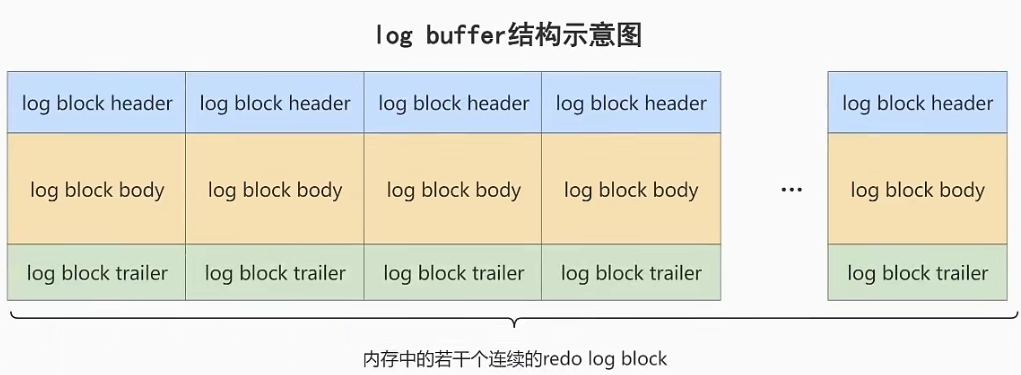 log buffer结构示意图
log block header log block header log block header log block header log block header
log block body log block body log block body log block body ... log block body
log block trailer log block trailer log block trailer log block trailer log block trailer
内存中的若干个连续的redo log block